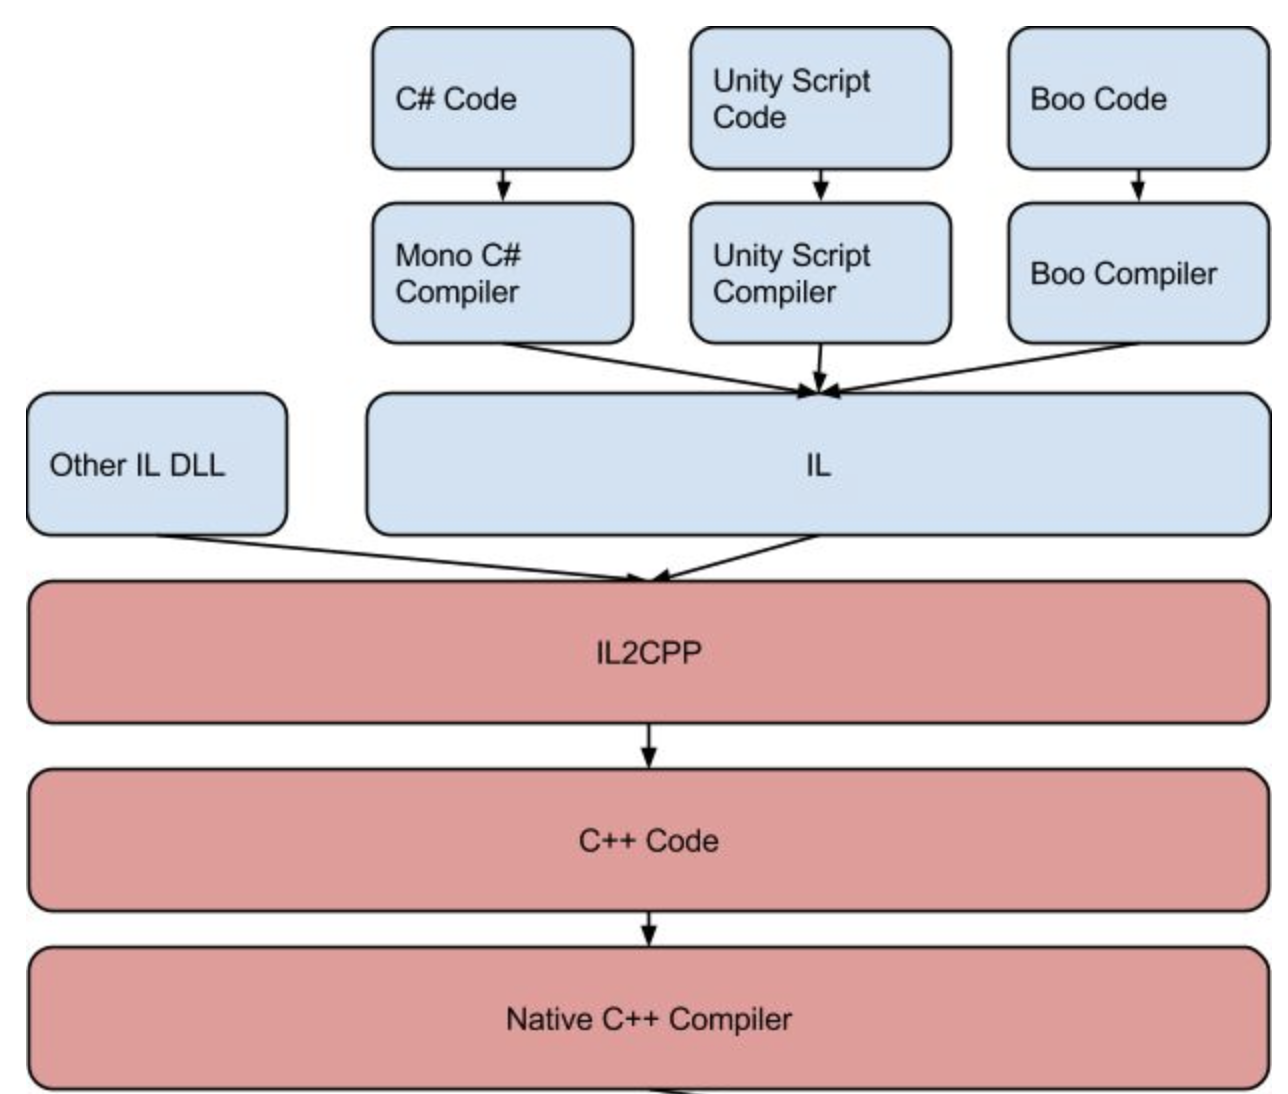 C# Code
Unity Script
Code
Boo Code
Mono C#
Compiler
Unity Script
Compiler
Boo Compiler
Other IL DLL
IL
IL2CPP
C++ Code
Native C++ Compiler